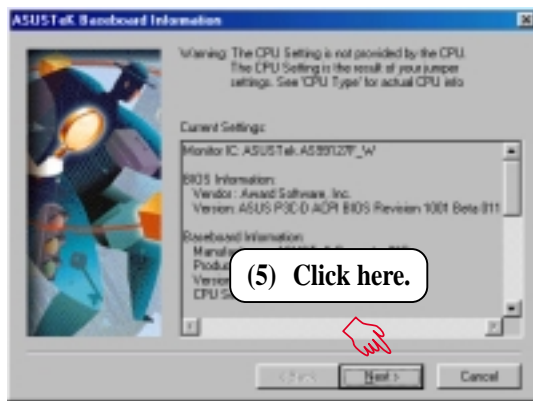 ASUSTeK Baseboard Information
Warning: The CPU Setting is not provided by the CPU.
The CPU Setting is the result of your jumper
settings. See 'CPU Type' for actual CPU info
Current Settings:
Monitor IC: ASUSTek AS99127F_W
BIOS Information:
Vendor : Award Software, Inc.
Version: ASUS P3C-D ACPI BIOS Revision 1001 Beta 011
Baseboard Information:
(5) Click here.
< Back
Next >
Cancel